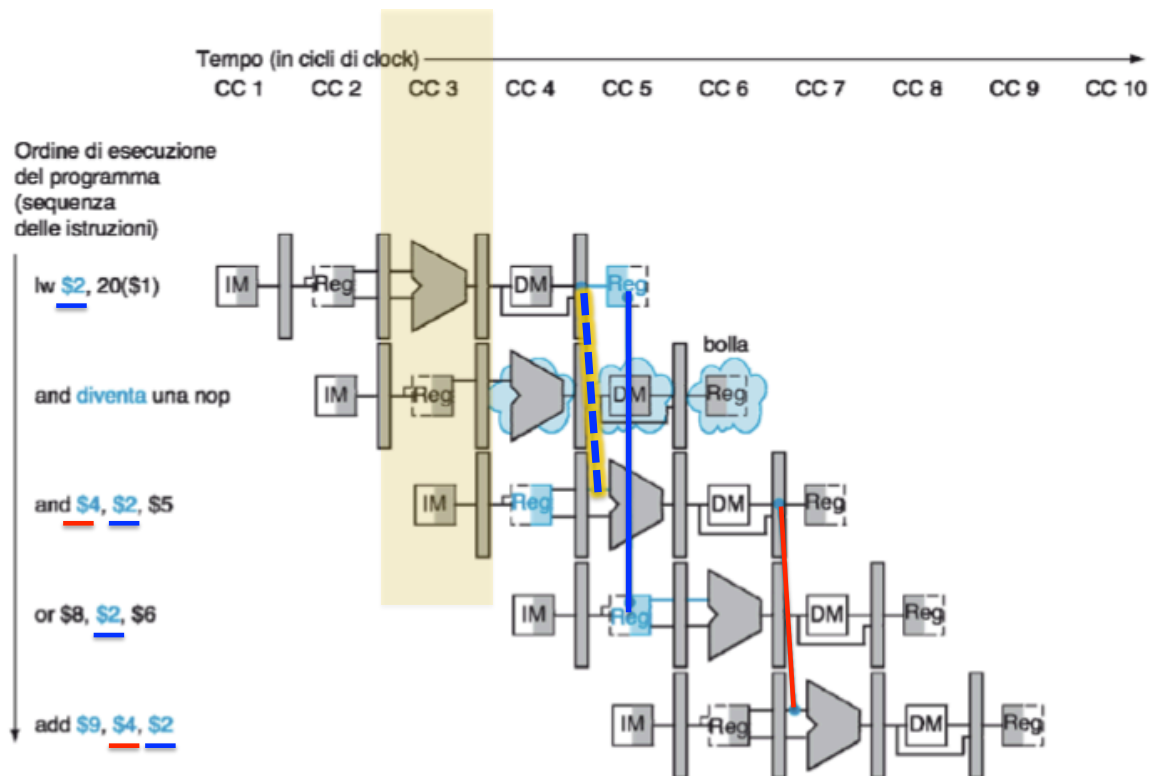 Tempo (in cicli di clock)
CC 1 CC 2 CC 3 CC 4 CC 5 CC 6 CC 7 CC 8 CC 9 CC 10
Ordine di esecuzione
del programma
(sequenza
delle istruzioni)
lw $2, 20($1)
IM Reg DM Reg
bolla
and diventa una nop
IM Reg DM Reg
and $4, $2, $5
IM Reg DM Reg
or $8, $2, $6
IM Reg DM Reg
add $9, $4, $2
IM Reg DM Reg